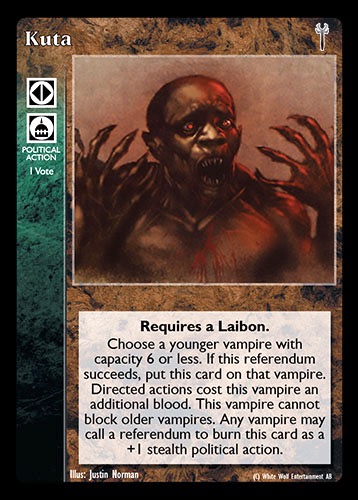 Kuta
POLITICAL
ACTION
1 Vote
Requires a Laibon.
Choose a younger vampire with
capacity 6 or less. If this referendum
succeeds, put this card on that vampire.
Directed actions cost this vampire an
additional blood. This vampire cannot
block older vampires. Any vampire may
call a referendum to burn this card as a
+1 stealth political action.
Illus: Justin Norman
(C) White Wolf Entertainment AB